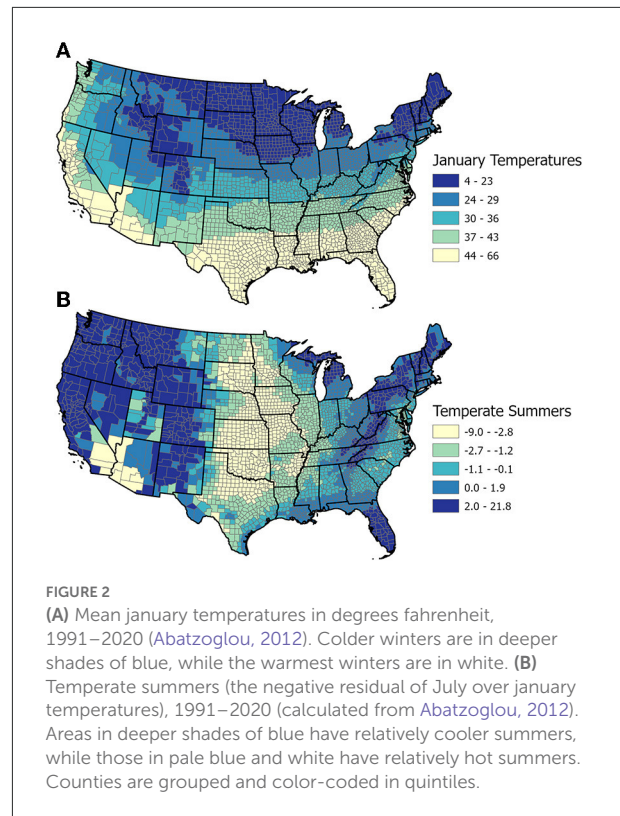 A
January Temperatures
4 - 23
24 - 29
30 - 36
37 - 43
44 - 66
B
Temperate Summers
-9.0 - -2.8
-2.7 - -1.2
-1.1 - -0.1
0.0 - 1.9
2.0 - 21.8
FIGURE 2
(A) Mean january temperatures in degrees fahrenheit,
1991–2020 (Abatzoglou, 2012). Colder winters are in deeper
shades of blue, while the warmest winters are in white. (B)
Temperate summers (the negative residual of July over january
temperatures), 1991–2020 (calculated from Abatzoglou, 2012).
Areas in deeper shades of blue have relatively cooler summers,
while those in pale blue and white have relatively hot summers.
Counties are grouped and color-coded in quintiles.